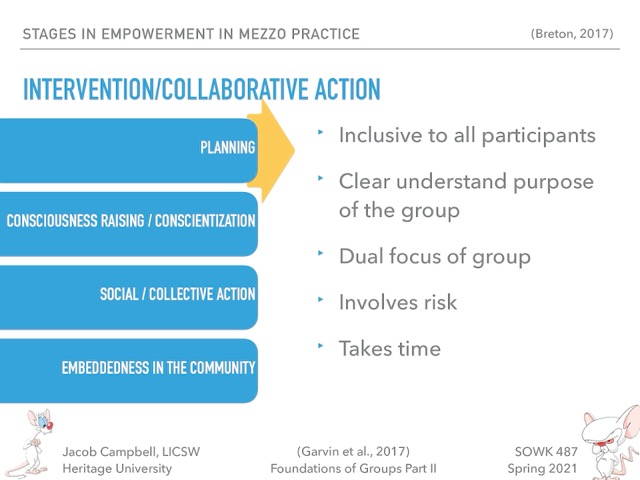 STAGES IN EMPOWERMENT IN MEZZO PRACTICE
(Breton, 2017)
INTERVENTION/COLLABORATIVE ACTION
PLANNING
CONSCIOUSNESS RAISING / CONSCIENTIZATION
SOCIAL / COLLECTIVE ACTION
EMBEDDEDNESS IN THE COMMUNITY
‣ Inclusive to all participants
‣ Clear understand purpose
of the group
‣ Dual focus of group
‣ Involves risk
‣ Takes time
Jacob Campbell, LICSW
Heritage University
(Garvin et al., 2017)
Foundations of Groups Part II
SOWK 487
Spring 2021